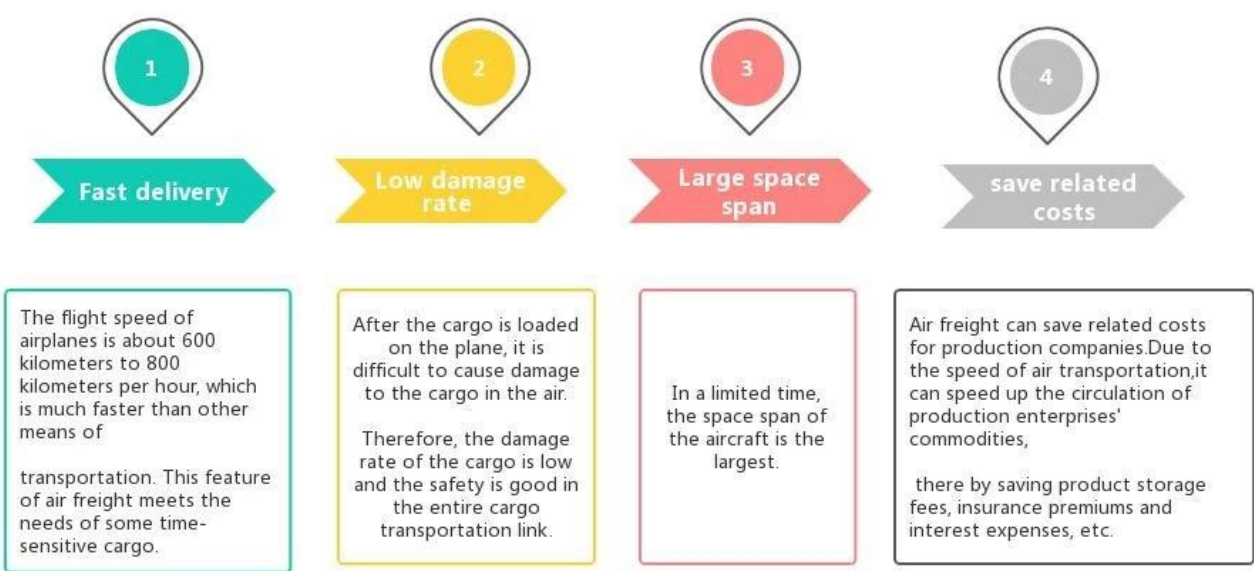 1
Fast delivery
The flight speed of
airplanes is about 600
kilometers to 800
kilometers per hour, which
is much faster than other
means of
transportation. This feature
of air freight meets the
needs of some time-
sensitive cargo.
2
Low damage
rate
After the cargo is loaded
on the plane, it is
difficult to cause damage
to the cargo in the air.
Therefore, the damage
rate of the cargo is low
and the safety is good in
the entire cargo
transportation link.
3
Large space
span
In a limited time,
the space span of
the aircraft is the
largest.
4
save related
costs
Air freight can save related costs
for production companies.Due to
the speed of air transportation,it
can speed up the circulation of
production enterprises'
commodities,
there by saving product storage
fees, insurance premiums and
interest expenses, etc.